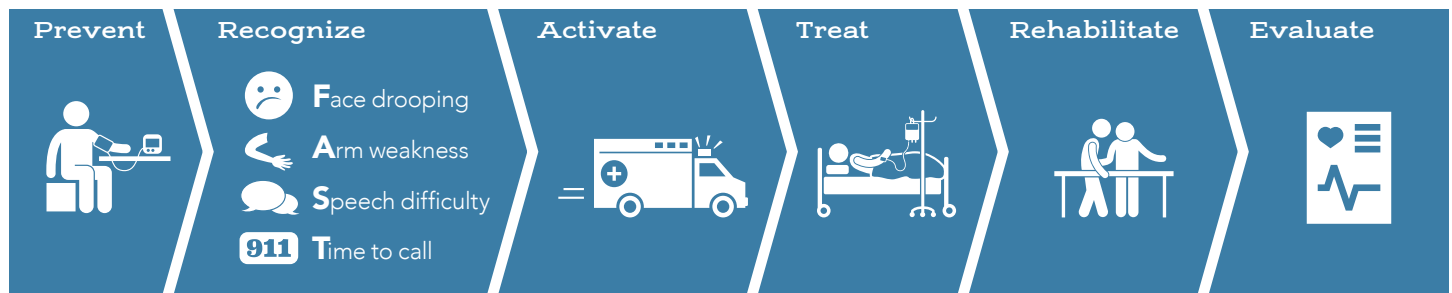 Prevent
Recognize
Face drooping
Arm weakness
Speech difficulty
911 Time to call
Activate
Treat
Rehabilitate
Evaluate